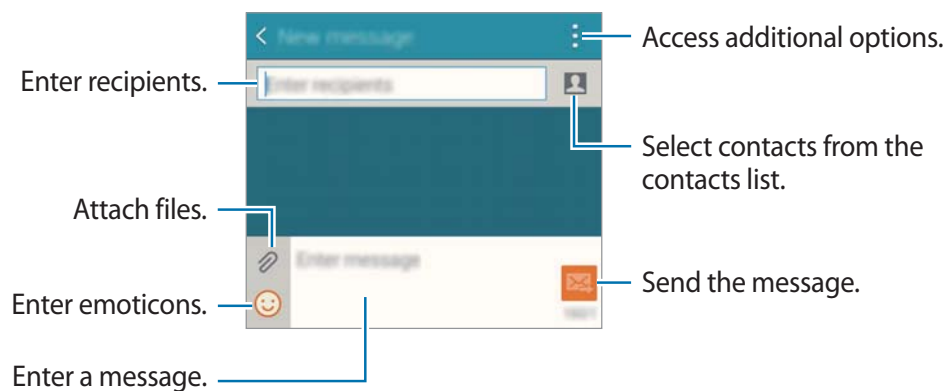 New message
Access additional options.
Enter recipients.
Enter recipients
Select contacts from the
contacts list.
Attach files.
Enter message
Send the message.
Enter emoticons.
Enter a message.